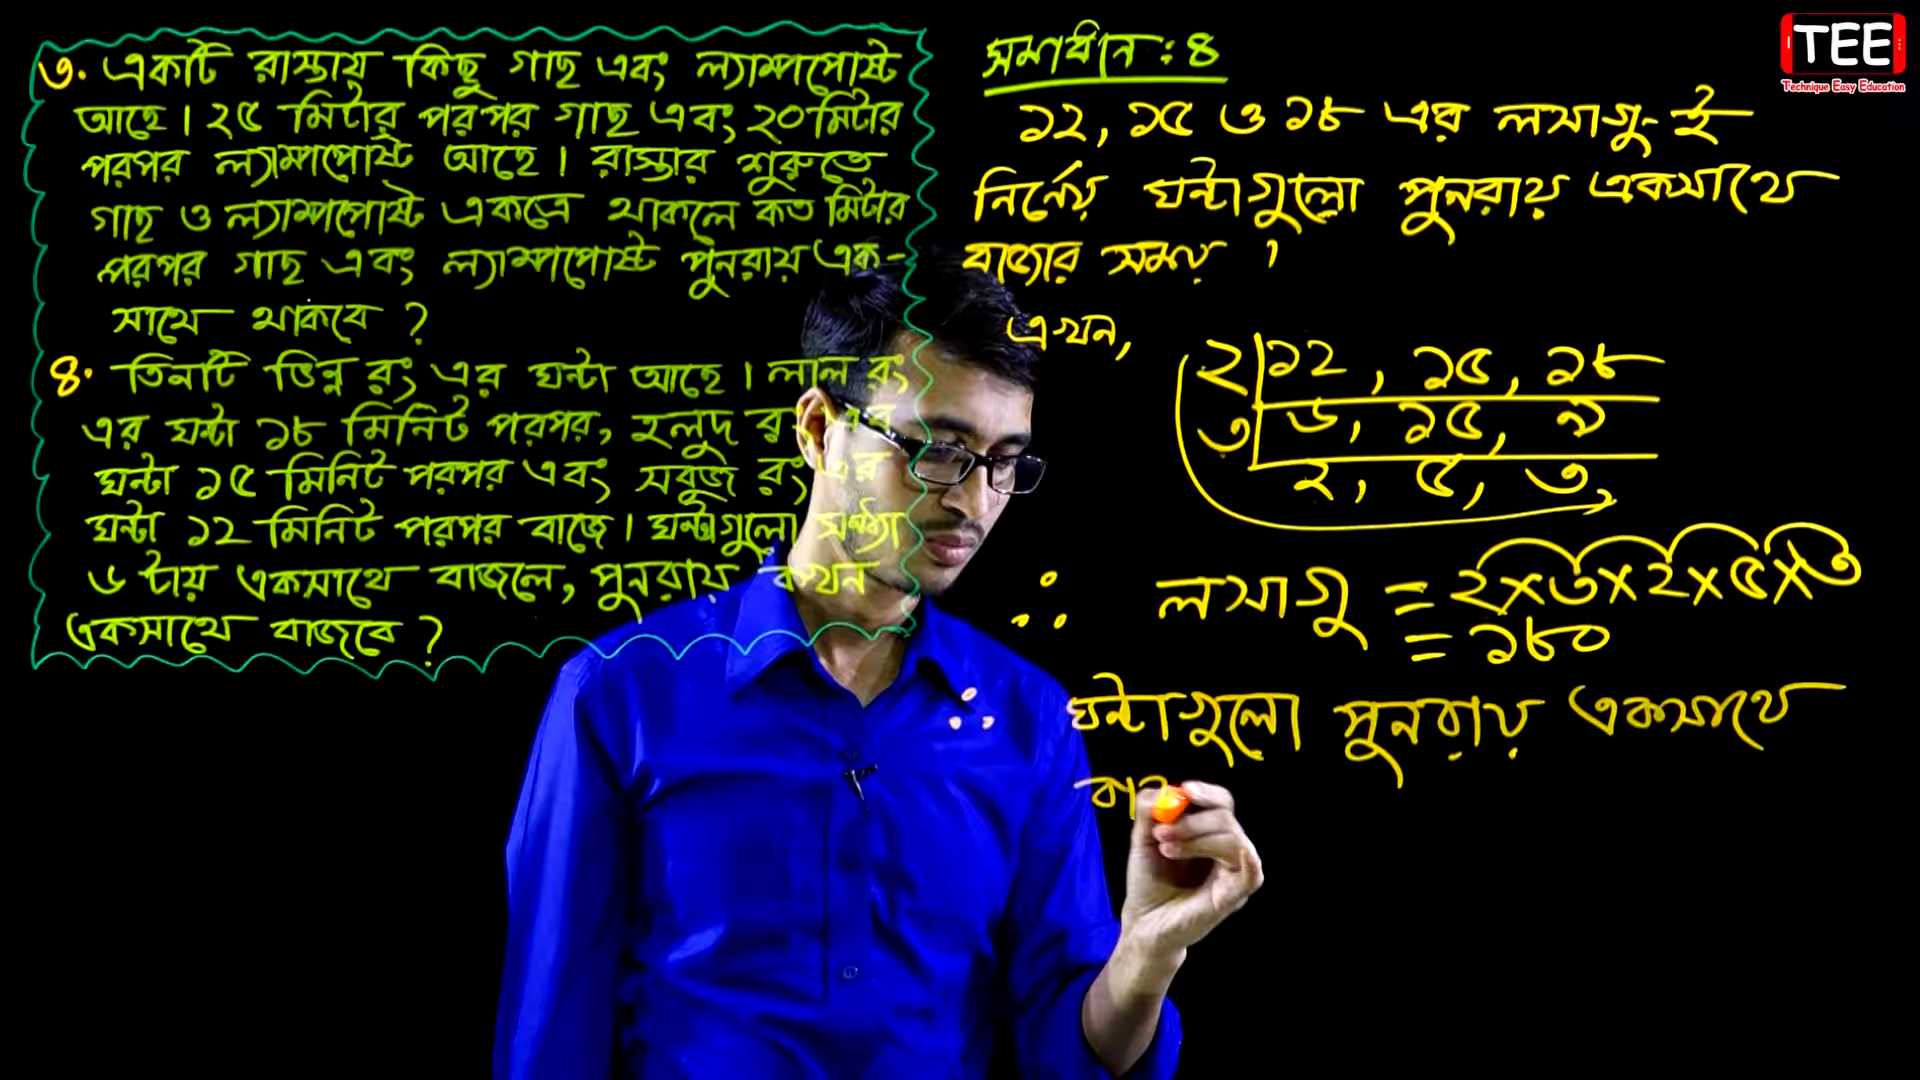 ৩. একটি রাস্তায় কিছু গাছ এবং ল্যাম্পপোষ্ট
আছে। ২৫ মিটার পরপর গাছ এবং ২০ মিটার
পরপর ল্যাম্পপোষ্ট আছে। রাস্তার শুরুতে
গাছ ও ল্যাম্পপোষ্ট একত্রে থাকলে কত মিটার
পরপর গাছ এবং ল্যাম্পপোষ্ট পুনরায় এক-
সাথে থাকবে?
৪. তিনটি ভিন্ন রং এর ঘন্টা আছে। লাল রং
এর ঘন্টা ১৮ মিনিট পরপর, হলুদ রং এর
ঘন্টা ১৫ মিনিট পরপর এবং সবুজ রং এর
ঘন্টা ১২ মিনিট পরপর বাজে। ঘন্টাগুলো সন্ধ্যা
৬ টায় একসাথে বাজলে, পুনরায় কখন
একসাথে বাজবে?
TEE
Technique Easy Education
সমাধান: ৪
১২, ১৫ ও ১৮ এর লসাগু-ই
নির্ণেয় ঘন্টাগুলো পুনরায় একসাথে
বাজার সময়।
এখন,
২|১২, ১৫, ১৮
৩|৬, ১৫, ৯
২, ৫, ৩
∴ লসাগু = ২×৩×২×৫×৩
= ১৮০
∴ ঘন্টাগুলো পুনরায় একসাথে